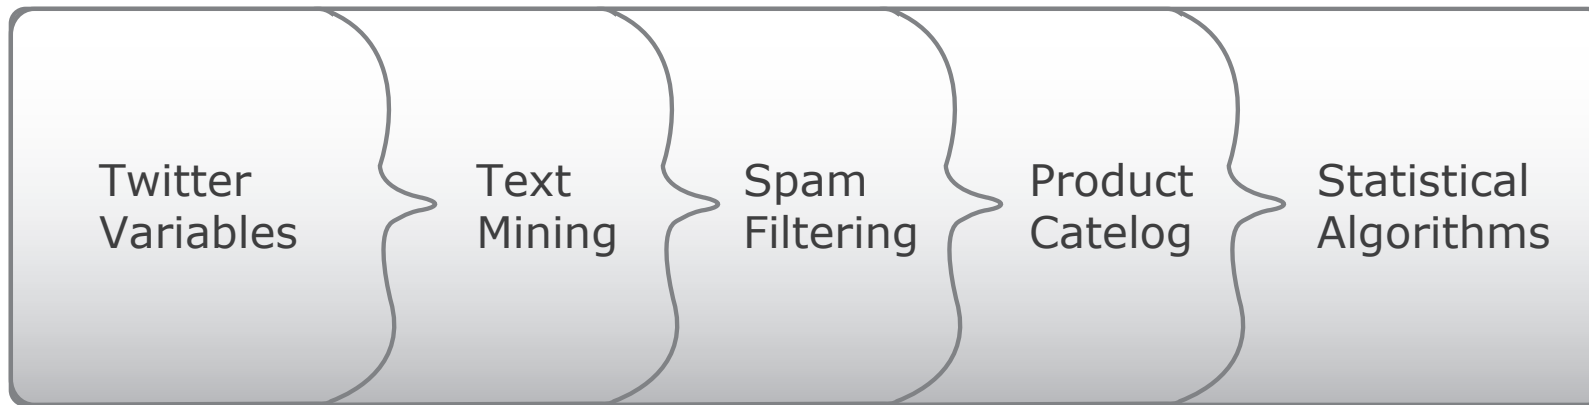 Twitter
Variables
Text
Mining
Spam
Filtering
Product
Catelog
Statistical
Algorithms